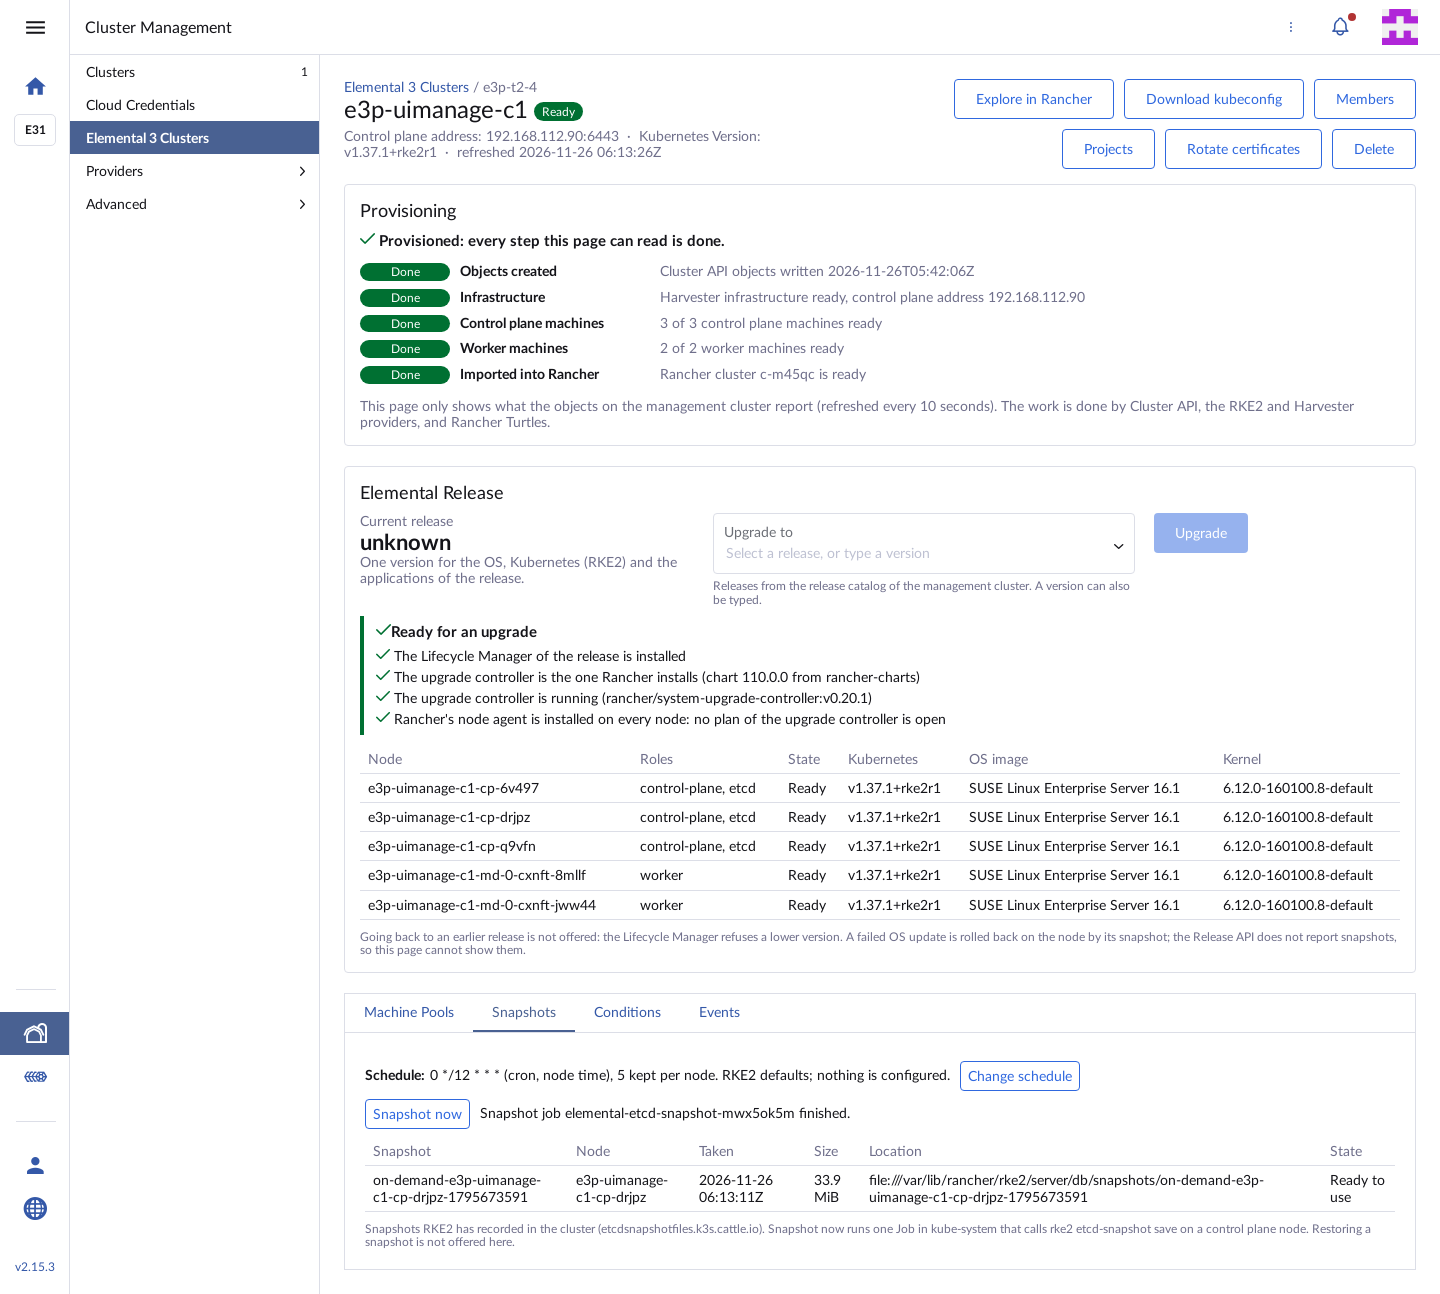 Cluster Management
E31
Clusters 1
Cloud Credentials
Elemental 3 Clusters
Providers
Advanced
v2.15.3
Elemental 3 Clusters / e3p-t2-4
e3p-uimanage-c1 Ready
Control plane address: 192.168.112.90:6443 · Kubernetes Version:
v1.37.1+rke2r1 · refreshed 2026-11-26 06:13:26Z
Explore in Rancher Download kubeconfig Members
Projects Rotate certificates Delete
Provisioning
Provisioned: every step this page can read is done.
Done Objects created Cluster API objects written 2026-11-26T05:42:06Z
Done Infrastructure Harvester infrastructure ready, control plane address 192.168.112.90
Done Control plane machines 3 of 3 control plane machines ready
Done Worker machines 2 of 2 worker machines ready
Done Imported into Rancher Rancher cluster c-m45qc is ready
This page only shows what the objects on the management cluster report (refreshed every 10 seconds). The work is done by Cluster API, the RKE2 and Harvester
providers, and Rancher Turtles.
Elemental Release
Current release
unknown
One version for the OS, Kubernetes (RKE2) and the
applications of the release.
Upgrade to
Select a release, or type a version
Upgrade
Releases from the release catalog of the management cluster. A version can also
be typed.
Ready for an upgrade
The Lifecycle Manager of the release is installed
The upgrade controller is the one Rancher installs (chart 110.0.0 from rancher-charts)
The upgrade controller is running (rancher/system-upgrade-controller:v0.20.1)
Rancher's node agent is installed on every node: no plan of the upgrade controller is open
Node Roles State Kubernetes OS image Kernel
e3p-uimanage-c1-cp-6v497 control-plane, etcd Ready v1.37.1+rke2r1 SUSE Linux Enterprise Server 16.1 6.12.0-160100.8-default
e3p-uimanage-c1-cp-drjpz control-plane, etcd Ready v1.37.1+rke2r1 SUSE Linux Enterprise Server 16.1 6.12.0-160100.8-default
e3p-uimanage-c1-cp-q9vfn control-plane, etcd Ready v1.37.1+rke2r1 SUSE Linux Enterprise Server 16.1 6.12.0-160100.8-default
e3p-uimanage-c1-md-0-cxnft-8mllf worker Ready v1.37.1+rke2r1 SUSE Linux Enterprise Server 16.1 6.12.0-160100.8-default
e3p-uimanage-c1-md-0-cxnft-jww44 worker Ready v1.37.1+rke2r1 SUSE Linux Enterprise Server 16.1 6.12.0-160100.8-default
Going back to an earlier release is not offered: the Lifecycle Manager refuses a lower version. A failed OS update is rolled back on the node by its snapshot; the Release API does not report snapshots,
so this page cannot show them.
Machine Pools Snapshots Conditions Events
Schedule: 0 */12 * * * (cron, node time), 5 kept per node. RKE2 defaults; nothing is configured. Change schedule
Snapshot now Snapshot job elemental-etcd-snapshot-mwx5ok5m finished.
Snapshot Node Taken Size Location State
on-demand-e3p-uimanage- e3p-uimanage- 2026-11-26 33.9 file:///var/lib/rancher/rke2/server/db/snapshots/on-demand-e3p- Ready to
c1-cp-drjpz-1795673591 c1-cp-drjpz 06:13:11Z MiB uimanage-c1-cp-drjpz-1795673591 use
Snapshots RKE2 has recorded in the cluster (etcdsnapshotfiles.k3s.cattle.io). Snapshot now runs one Job in kube-system that calls rke2 etcd-snapshot save on a control plane node. Restoring a
snapshot is not offered here.